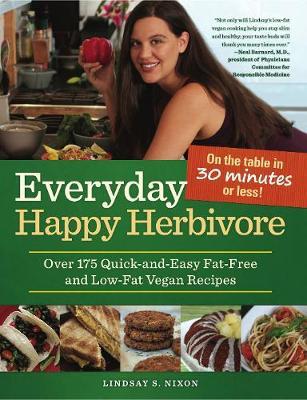 "Not only will Lindsay's low-fat
vegan cooking help you stay slim
and healthy, your taste buds will
thank you many times over."
—Neal Barnard, M.D.,
president of Physicians
Committee for
Responsible Medicine
On the table in
30 minutes
or less!
Everyday
Happy Herbivore
Over 175 Quick-and-Easy Fat-Free
and Low-Fat Vegan Recipes
LINDSAY S. NIXON